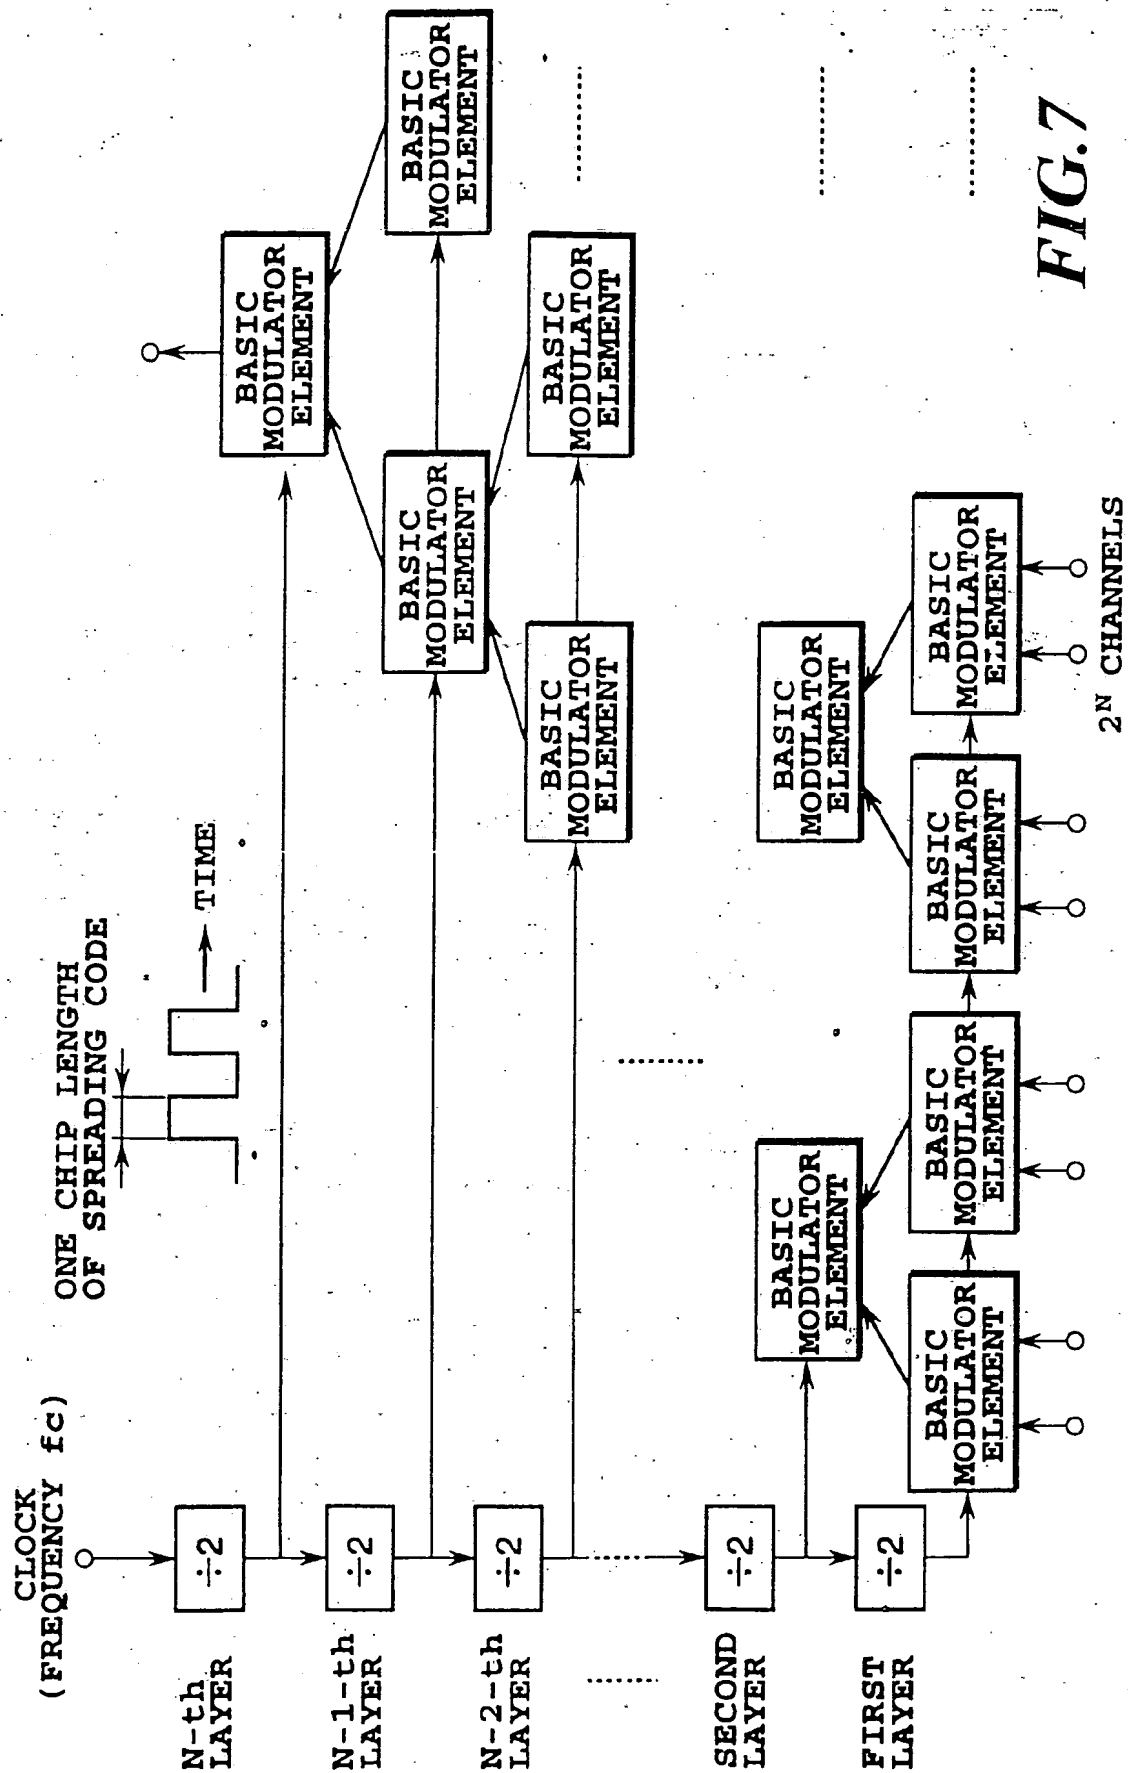 CLOCK
(FREQUENCY fc)
ONE CHIP LENGTH
OF SPREADING CODE
TIME
N-th
LAYER
÷2
BASIC
MODULATOR
ELEMENT
N-1-th
LAYER
÷2
BASIC
MODULATOR
ELEMENT
BASIC
MODULATOR
ELEMENT
N-2-th
LAYER
÷2
BASIC
MODULATOR
ELEMENT
BASIC
MODULATOR
ELEMENT
SECOND
LAYER
÷2
BASIC
MODULATOR
ELEMENT
BASIC
MODULATOR
ELEMENT
FIRST
LAYER
÷2
BASIC
MODULATOR
ELEMENT
BASIC
MODULATOR
ELEMENT
BASIC
MODULATOR
ELEMENT
BASIC
MODULATOR
ELEMENT
2ᴺ CHANNELS
FIG.7